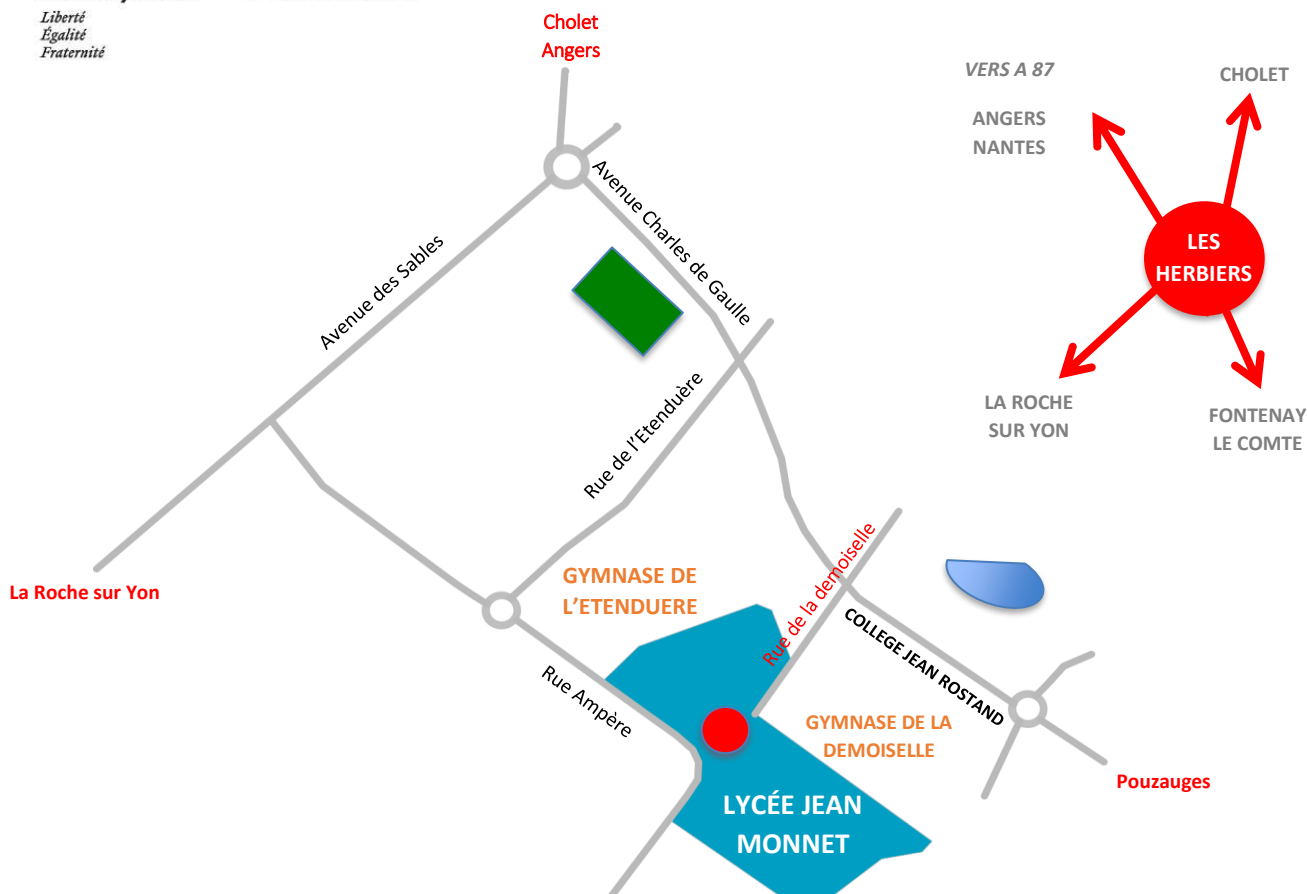 Liberté
Égalité
Fraternité
Cholet
Angers
VERS A 87
CHOLET
ANGERS
NANTES
Avenue Charles de Gaulle
Avenue des Sables
LES
HERBIERS
Rue de l'Etenduère
LA ROCHE
SUR YON
FONTENAY
LE COMTE
La Roche sur Yon
GYMNASE DE
L'ETENDUERE
Rue de la demoiselle
COLLEGE JEAN ROSTAND
Rue Ampère
GYMNASE DE LA
DEMOISELLE
Pouzauges
LYCÉE JEAN
MONNET